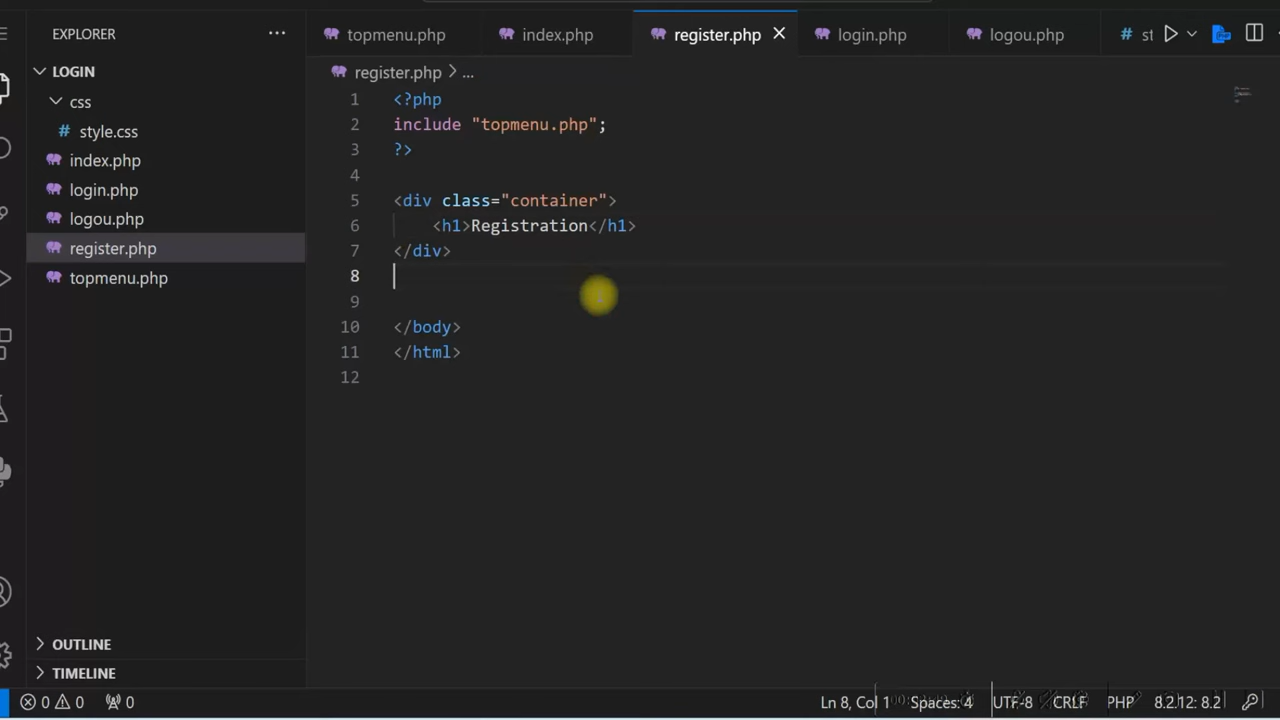 EXPLORER
topmenu.php
index.php
register.php
login.php
logou.php
# st
LOGIN
css
# style.css
index.php
login.php
logou.php
register.php
topmenu.php
OUTLINE
TIMELINE
register.php > ...
1 <?php
2 include "topmenu.php";
3 ?>
4
5 <div class="container">
6 <h1>Registration</h1>
7 </div>
8
9
10 </body>
11 </html>
12
0 0 0
Ln 8, Col 1 Spaces: 4 UTF-8 CRLF PHP 8.2.12: 8.2